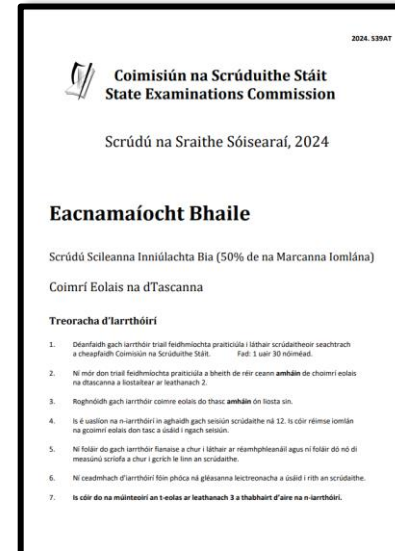 2024. S39AT
Coimisiún na Scrúduithe Stáit
State Examinations Commission
Scrúdú na Sraithe Sóisearaí, 2024
Eacnamaíocht Bhaile
Scrúdú Scileanna Inniúlachta Bia (50% de na Marcanna Iomlána)
Coimrí Eolais na dTascanna
Treoracha d'Iarrthóirí
1. Déanfaidh gach iarrthóir triail feidhmíochta praiticiúla i láthair scrúdaitheoir seachtrach
a cheapfaidh Coimisiún na Scrúduithe Stáit. Fad: 1 uair 30 nóiméad.
2. Ní mór don triail feidhmíochta praiticiúla a bheith de réir ceann amháin de choimrí eolais
na dtascanna a liostaítear ar leathanach 2.
3. Roghnóidh gach iarrthóir coimre eolais do thasc amháin ón liosta sin.
4. Is é uaslíon na n-iarrthóirí in aghaidh gach seisiún scrúdaithe ná 12. Is cóir réimse iomlán
na gcoimrí eolais don tasc a úsáid i ngach seisiún.
5. Ní foláir do gach iarrthóir fianaise a chur i láthair ar réamhphleanáil agus ní foláir dó nó di
measúnú scríofa a chur i gcrích le linn an scrúdaithe.
6. Ní ceadmhach d'iarrthóirí fóin phóca ná gléasanna leictreonacha a úsáid i rith an scrúdaithe.
7. Is cóir do na múinteoirí an t-eolas ar leathanach 3 a thabhairt d'aire na n-iarrthóirí.